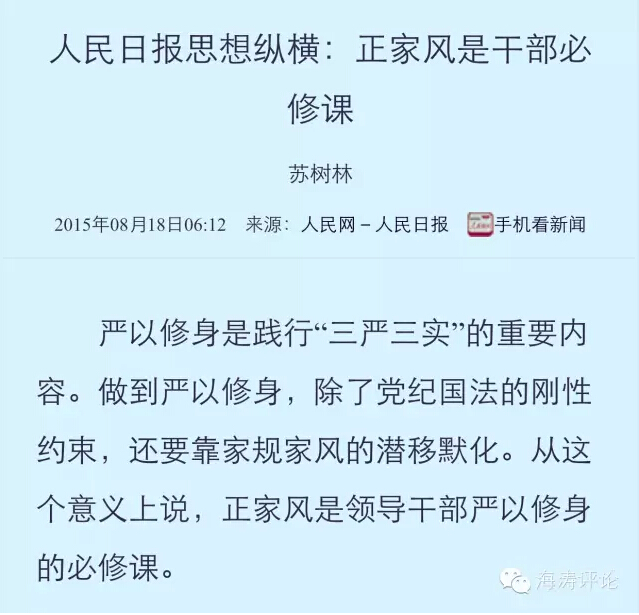 人民日报思想纵横：正家风是干部必
修课
苏树林
2015年08月18日06:12 来源：人民网－人民日报 手机看新闻
严以修身是践行“三严三实”的重要内
容。做到严以修身，除了党纪国法的刚性
约束，还要靠家规家风的潜移默化。从这
个意义上说，正家风是领导干部严以修身
的必修课。
海涛评论